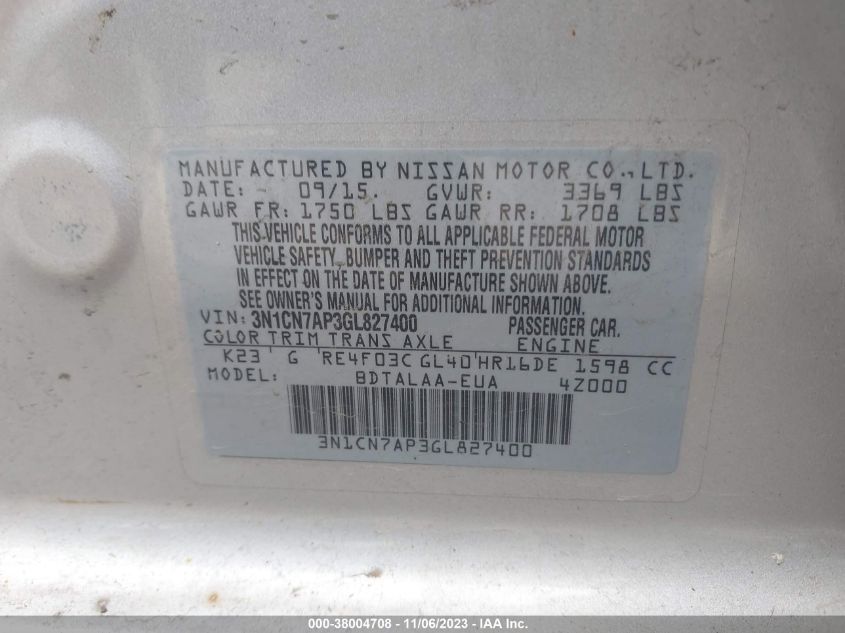 MANUFACTURED BY NISSAN MOTOR CO., LTD.
DATE: 09/15. GVWR: 3369 LBS
GAWR FR: 1750 LBS GAWR RR: 1708 LBS
THIS VEHICLE CONFORMS TO ALL APPLICABLE FEDERAL MOTOR
VEHICLE SAFETY, BUMPER AND THEFT PREVENTION STANDARDS
IN EFFECT ON THE DATE OF MANUFACTURE SHOWN ABOVE.
SEE OWNER'S MANUAL FOR ADDITIONAL INFORMATION.
VIN: 3N1CN7AP3GL827400 PASSENGER CAR.
COLOR TRIM TRANS AXLE ENGINE
K23 G RE4F03C GL40 HR16DE 1598 CC
MODEL: BDTALAA-EUA 4Z000
3N1CN7AP3GL827400
000-38004708 - 11/06/2023 - IAA Inc.